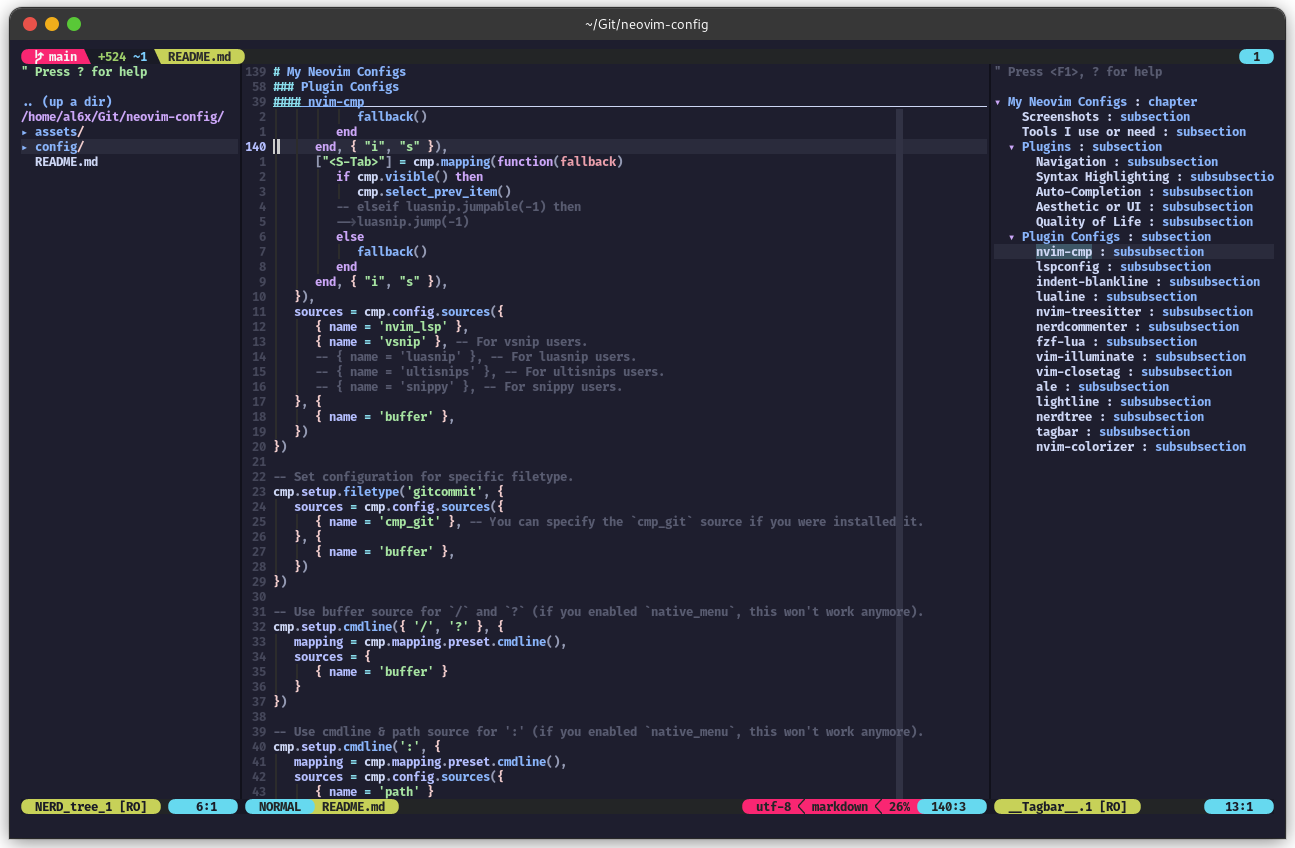 ~/Git/neovim-config
main +524 ~1 README.md 1
" Press ? for help
.. (up a dir)
/home/al6x/Git/neovim-config/
▸ assets/
▸ config/
README.md
139 # My Neovim Configs
58 ### Plugin Configs
39 #### nvim-cmp
2 fallback()
1 end
140 end, { "i", "s" }),
1 ["<S-Tab>"] = cmp.mapping(function(fallback)
2 if cmp.visible() then
3 cmp.select_prev_item()
4 -- elseif luasnip.jumpable(-1) then
5 -->luasnip.jump(-1)
6 else
7 fallback()
8 end
9 end, { "i", "s" }),
10 }),
11 sources = cmp.config.sources({
12 { name = 'nvim_lsp' },
13 { name = 'vsnip' }, -- For vsnip users.
14 -- { name = 'luasnip' }, -- For luasnip users.
15 -- { name = 'ultisnips' }, -- For ultisnips users.
16 -- { name = 'snippy' }, -- For snippy users.
17 }, {
18 { name = 'buffer' },
19 })
20 })
21
22 -- Set configuration for specific filetype.
23 cmp.setup.filetype('gitcommit', {
24 sources = cmp.config.sources({
25 { name = 'cmp_git' }, -- You can specify the `cmp_git` source if you were installed it.
26 }, {
27 { name = 'buffer' },
28 })
29 })
30
31 -- Use buffer source for `/` and `?` (if you enabled `native_menu`, this won't work anymore).
32 cmp.setup.cmdline({ '/', '?' }, {
33 mapping = cmp.mapping.preset.cmdline(),
34 sources = {
35 { name = 'buffer' }
36 }
37 })
38
39 -- Use cmdline & path source for ':' (if you enabled `native_menu`, this won't work anymore).
40 cmp.setup.cmdline(':', {
41 mapping = cmp.mapping.preset.cmdline(),
42 sources = cmp.config.sources({
43 { name = 'path' }
" Press <F1>, ? for help
▾ My Neovim Configs : chapter
Screenshots : subsection
Tools I use or need : subsection
▾ Plugins : subsection
Navigation : subsubsection
Syntax Highlighting : subsubsectio
Auto-Completion : subsubsection
Aesthetic or UI : subsubsection
Quality of Life : subsubsection
▾ Plugin Configs : subsection
nvim-cmp : subsubsection
lspconfig : subsubsection
indent-blankline : subsubsection
lualine : subsubsection
nvim-treesitter : subsubsection
nerdcommenter : subsubsection
fzf-lua : subsubsection
vim-illuminate : subsubsection
vim-closetag : subsubsection
ale : subsubsection
lightline : subsubsection
nerdtree : subsubsection
tagbar : subsubsection
nvim-colorizer : subsubsection
NERD_tree_1 [RO] 6:1 NORMAL README.md utf-8 markdown 26% 140:3 __Tagbar__.1 [RO] 13:1